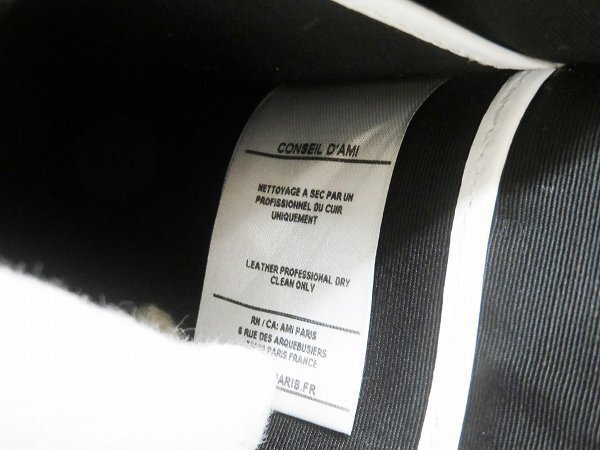 CONSEIL D'AMI
NETTOYAGE A SEC PAR UN
PROFISSIONNEL DU CUIR
UNIQUEMENT
LEATHER PROFESSIONAL DRY
CLEAN ONLY
RN / CA: AMI PARIS
6 RUE DES ARQUEBUSIERS
PARIS FRANCE
PARIS.FR